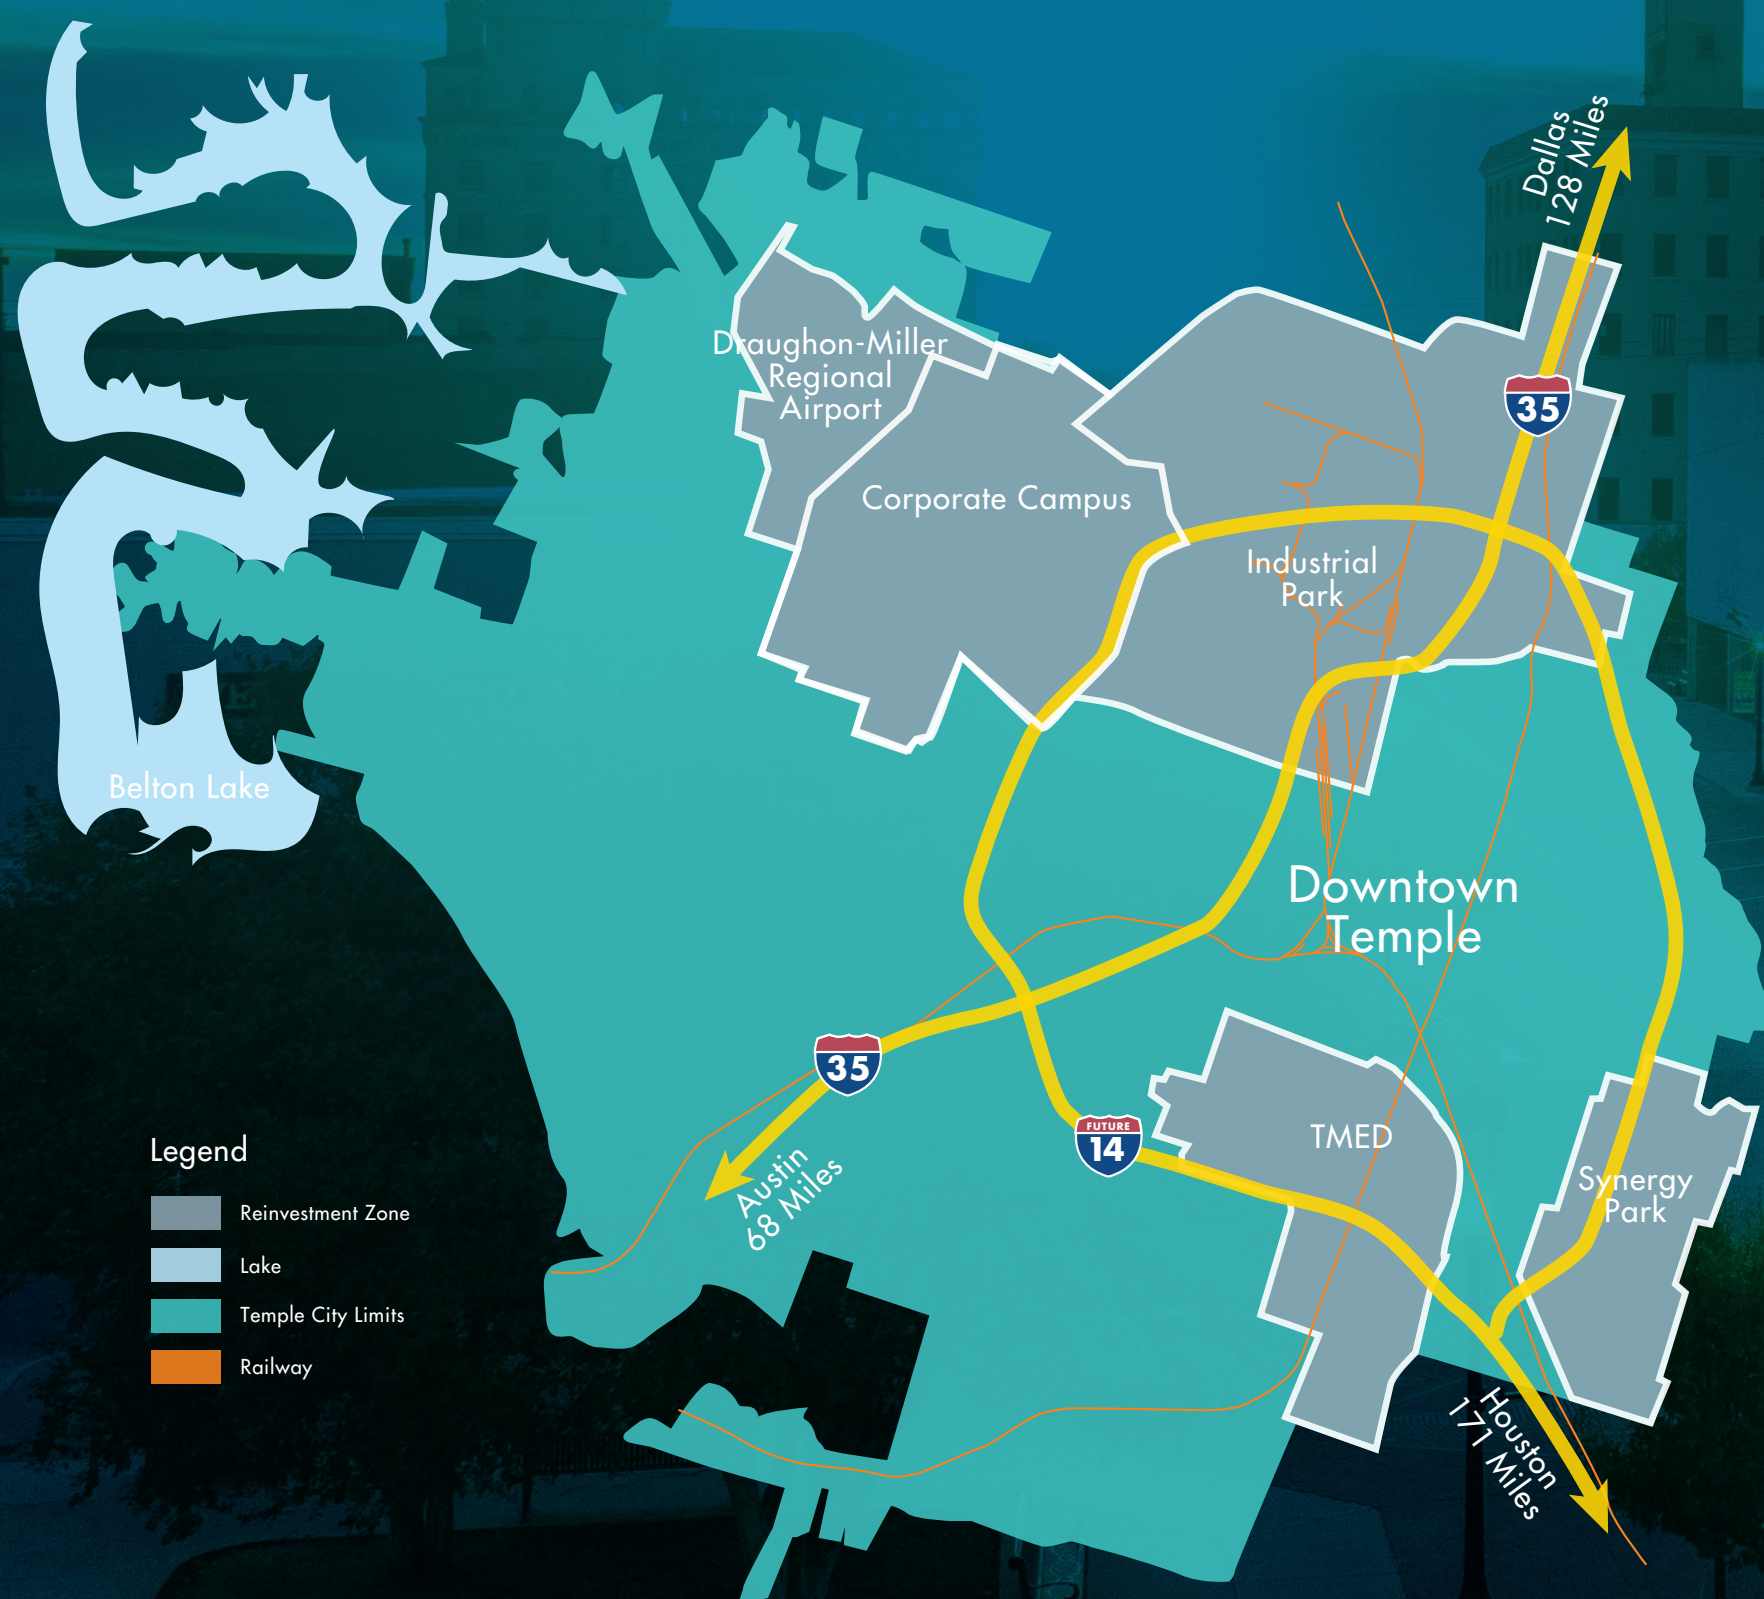 Dallas
128 Miles
35
Draughon-Miller
Regional
Airport
Corporate Campus
Industrial
Park
Belton Lake
Downtown
Temple
35
FUTURE
14
TMED
Synergy
Park
Austin
68 Miles
Legend
Reinvestment Zone
Lake
Temple City Limits
Railway
Houston
171 Miles